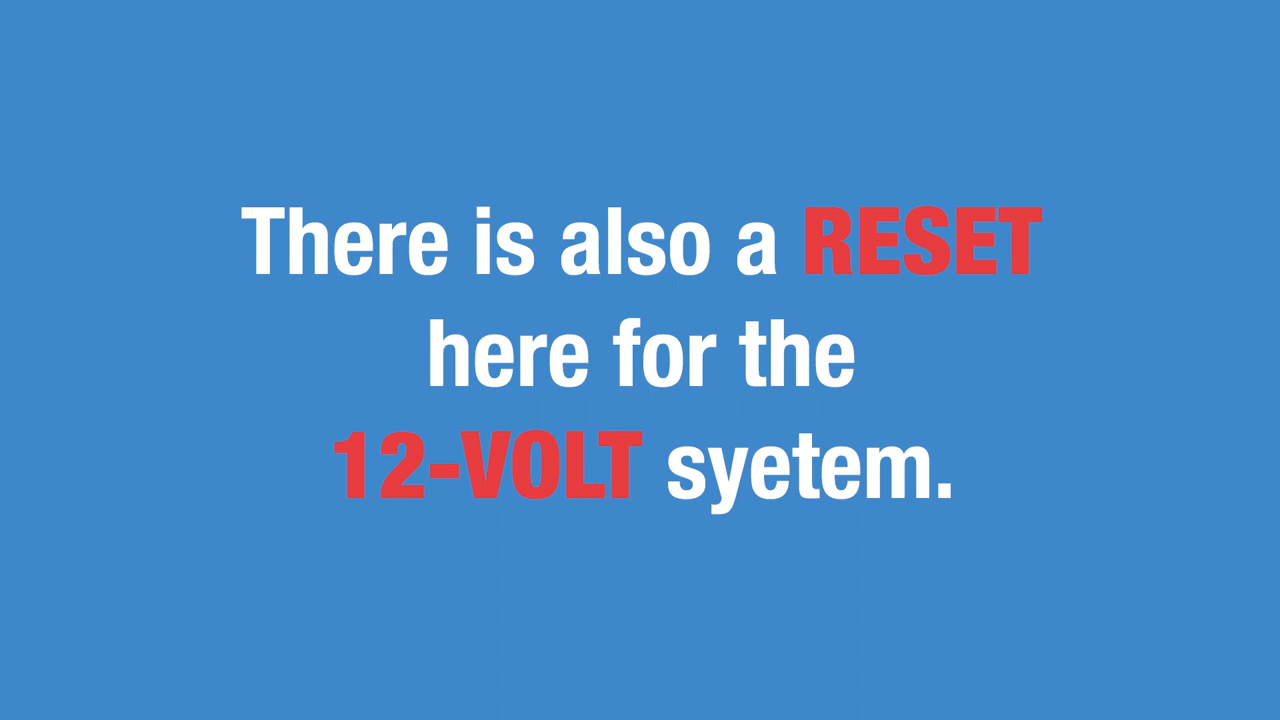 There is also a RESET
here for the
12-VOLT syetem.